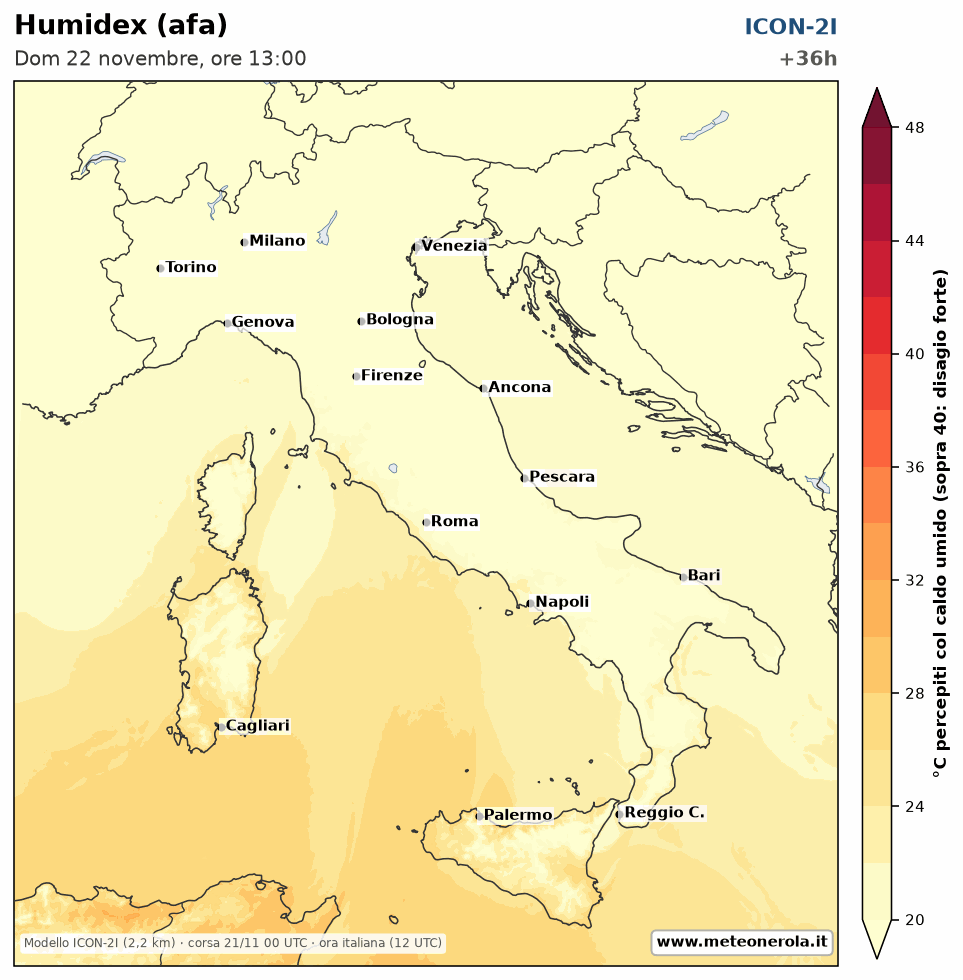 Humidex (afa)
ICON-2I
Dom 22 novembre, ore 13:00
+36h
48
44
40
36
32
28
24
20
°C percepiti col caldo umido (sopra 40: disagio forte)
Milano
Venezia
Torino
Genova
Bologna
Firenze
Ancona
Pescara
Roma
Bari
Napoli
Cagliari
Palermo
Reggio C.
Modello ICON-2I (2,2 km) · corsa 21/11 00 UTC · ora italiana (12 UTC)
www.meteonerola.it